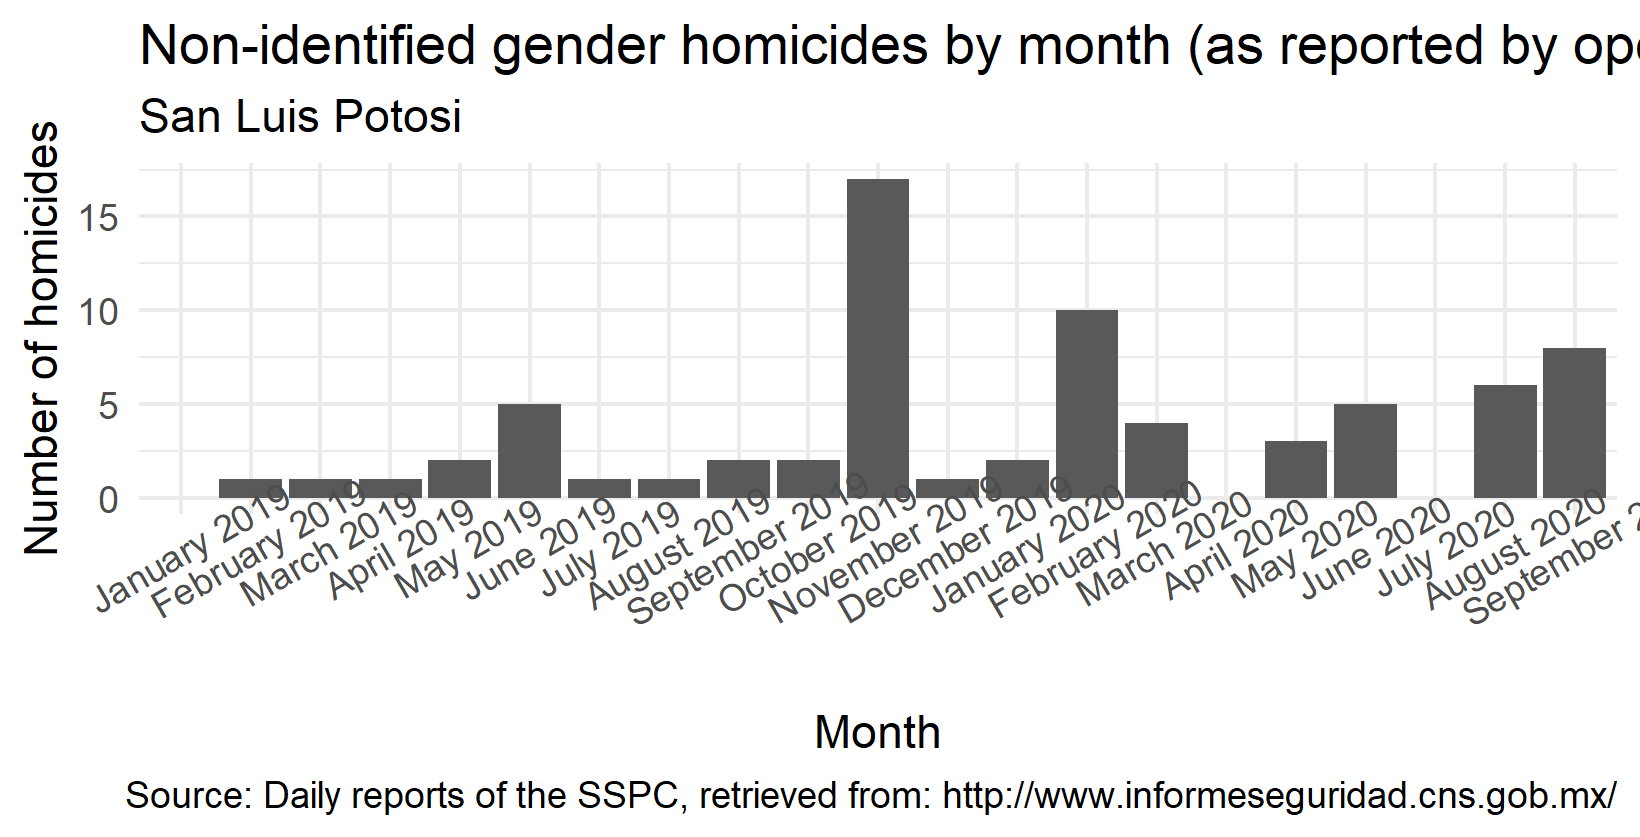 Non-identified gender homicides by month (as reported by
San Luis Potosi
Number of homicides
15
10
5
0
January 2019
February 2019
March 2019
April 2019
May 2019
June 2019
July 2019
August 2019
September 2019
October 2019
November 2019
December 2019
January 2020
February 2020
March 2020
April 2020
May 2020
June 2020
July 2020
August 2020
September
Month
Source: Daily reports of the SSPC, retrieved from: http://www.informeseguridad.cns.gob.mx/